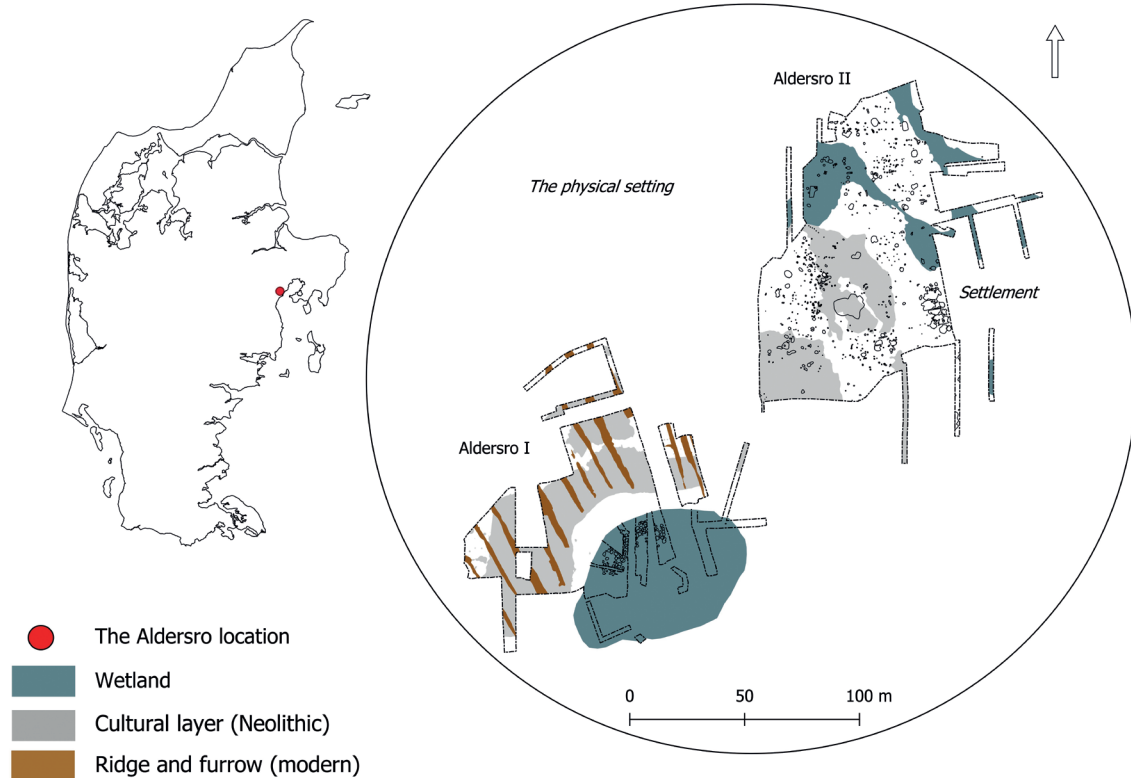 Aldersro II
The physical setting
Settlement
Aldersro I
0 50 100 m
The Aldersro location
Wetland
Cultural layer (Neolithic)
Ridge and furrow (modern)